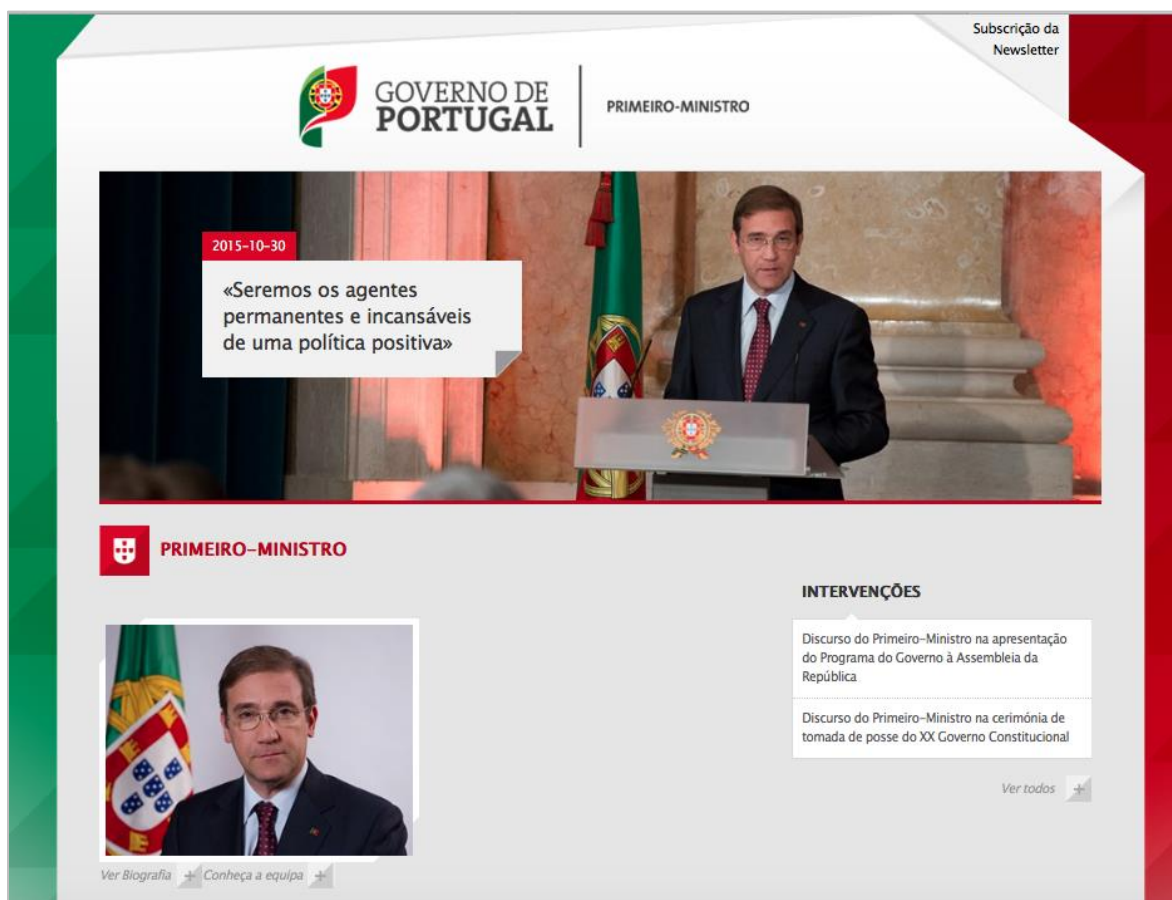 Subscrição da
Newsletter
GOVERNO DE
PORTUGAL
PRIMEIRO-MINISTRO
2015-10-30
«Seremos os agentes
permanentes e incansáveis
de uma política positiva»
PRIMEIRO-MINISTRO
INTERVENÇÕES
Discurso do Primeiro-Ministro na apresentação
do Programa do Governo à Assembleia da
República
Discurso do Primeiro-Ministro na cerimónia de
tomada de posse do XX Governo Constitucional
Ver todos +
Ver Biografia + Conheça a equipa +